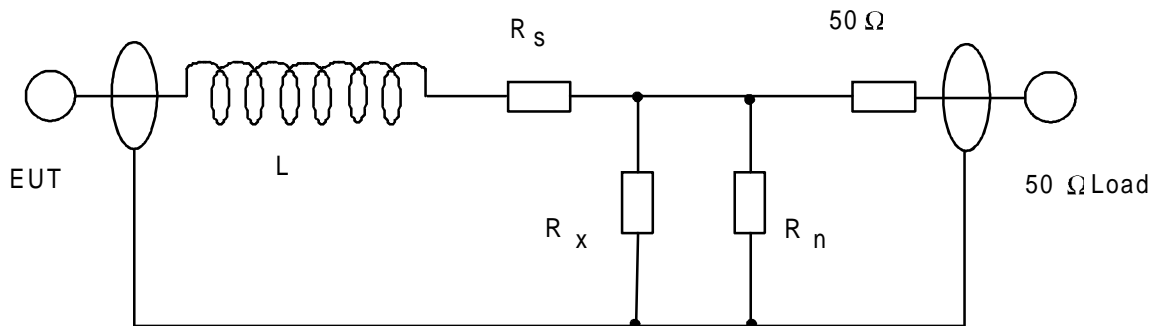 50 Ω
R s
EUT
L
R x
R n
50 Ω Load